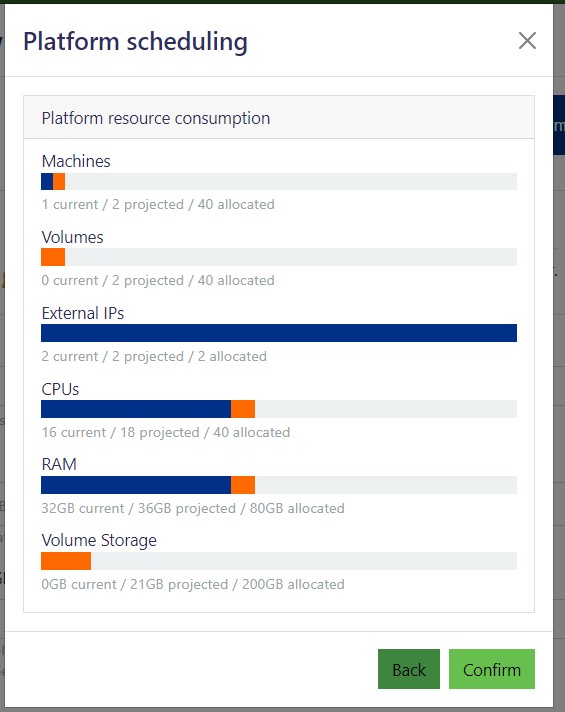 Platform scheduling
Platform resource consumption
Machines
1 current / 2 projected / 40 allocated
Volumes
0 current / 2 projected / 40 allocated
External IPs
2 current / 2 projected / 2 allocated
CPUs
16 current / 18 projected / 40 allocated
RAM
32GB current / 36GB projected / 80GB allocated
Volume Storage
0GB current / 21GB projected / 200GB allocated
Back
Confirm